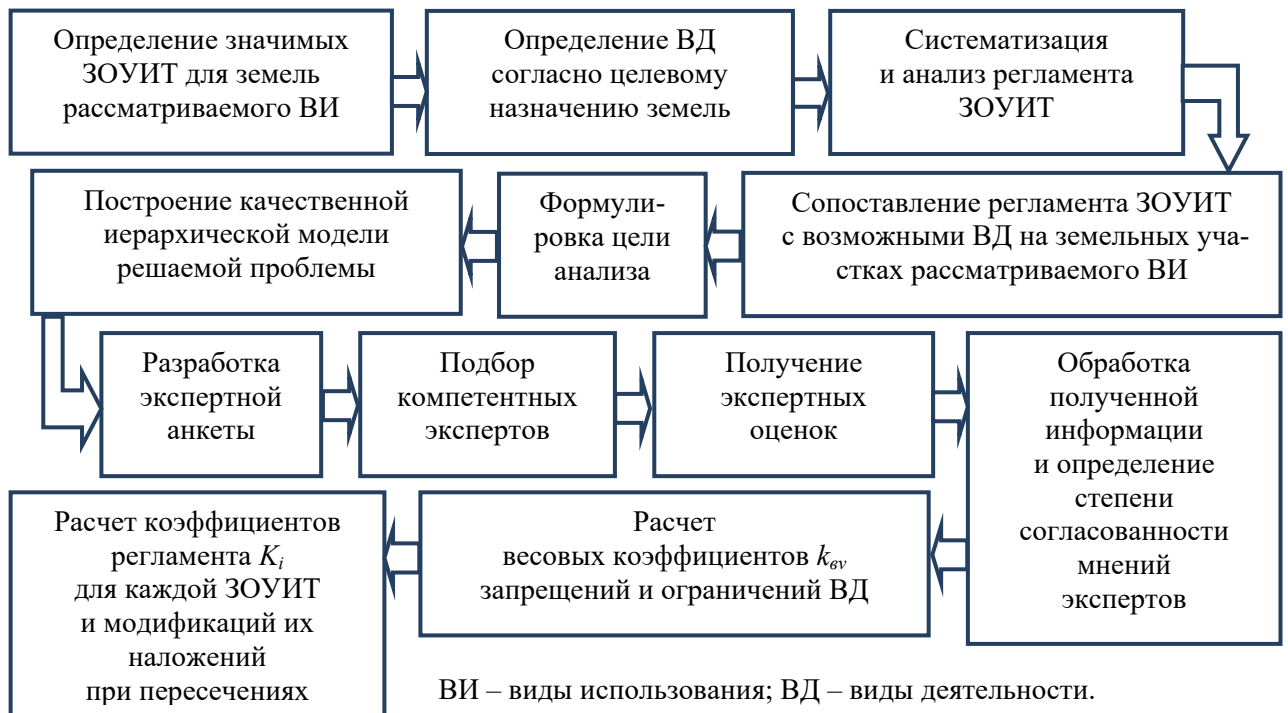 Определение значимых
ЗОУИТ для земель
рассматриваемого ВИ
Определение ВД
согласно целевому
назначению земель
Систематизация
и анализ регламента
ЗОУИТ
Сопоставление регламента ЗОУИТ
с возможными ВД на земельных уча-
стках рассматриваемого ВИ
Формули-
ровка цели
анализа
Построение качественной
иерархической модели
решаемой проблемы
Разработка
экспертной
анкеты
Подбор
компетентных
экспертов
Получение
экспертных
оценок
Обработка
полученной
информации
и определение
степени
согласованности
мнений
экспертов
Расчет
весовых коэффициентов kвv
запрещений и ограничений ВД
Расчет коэффициентов
регламента Ki
для каждой ЗОУИТ
и модификаций их
наложений
при пересечениях
ВИ – виды использования; ВД – виды деятельности.